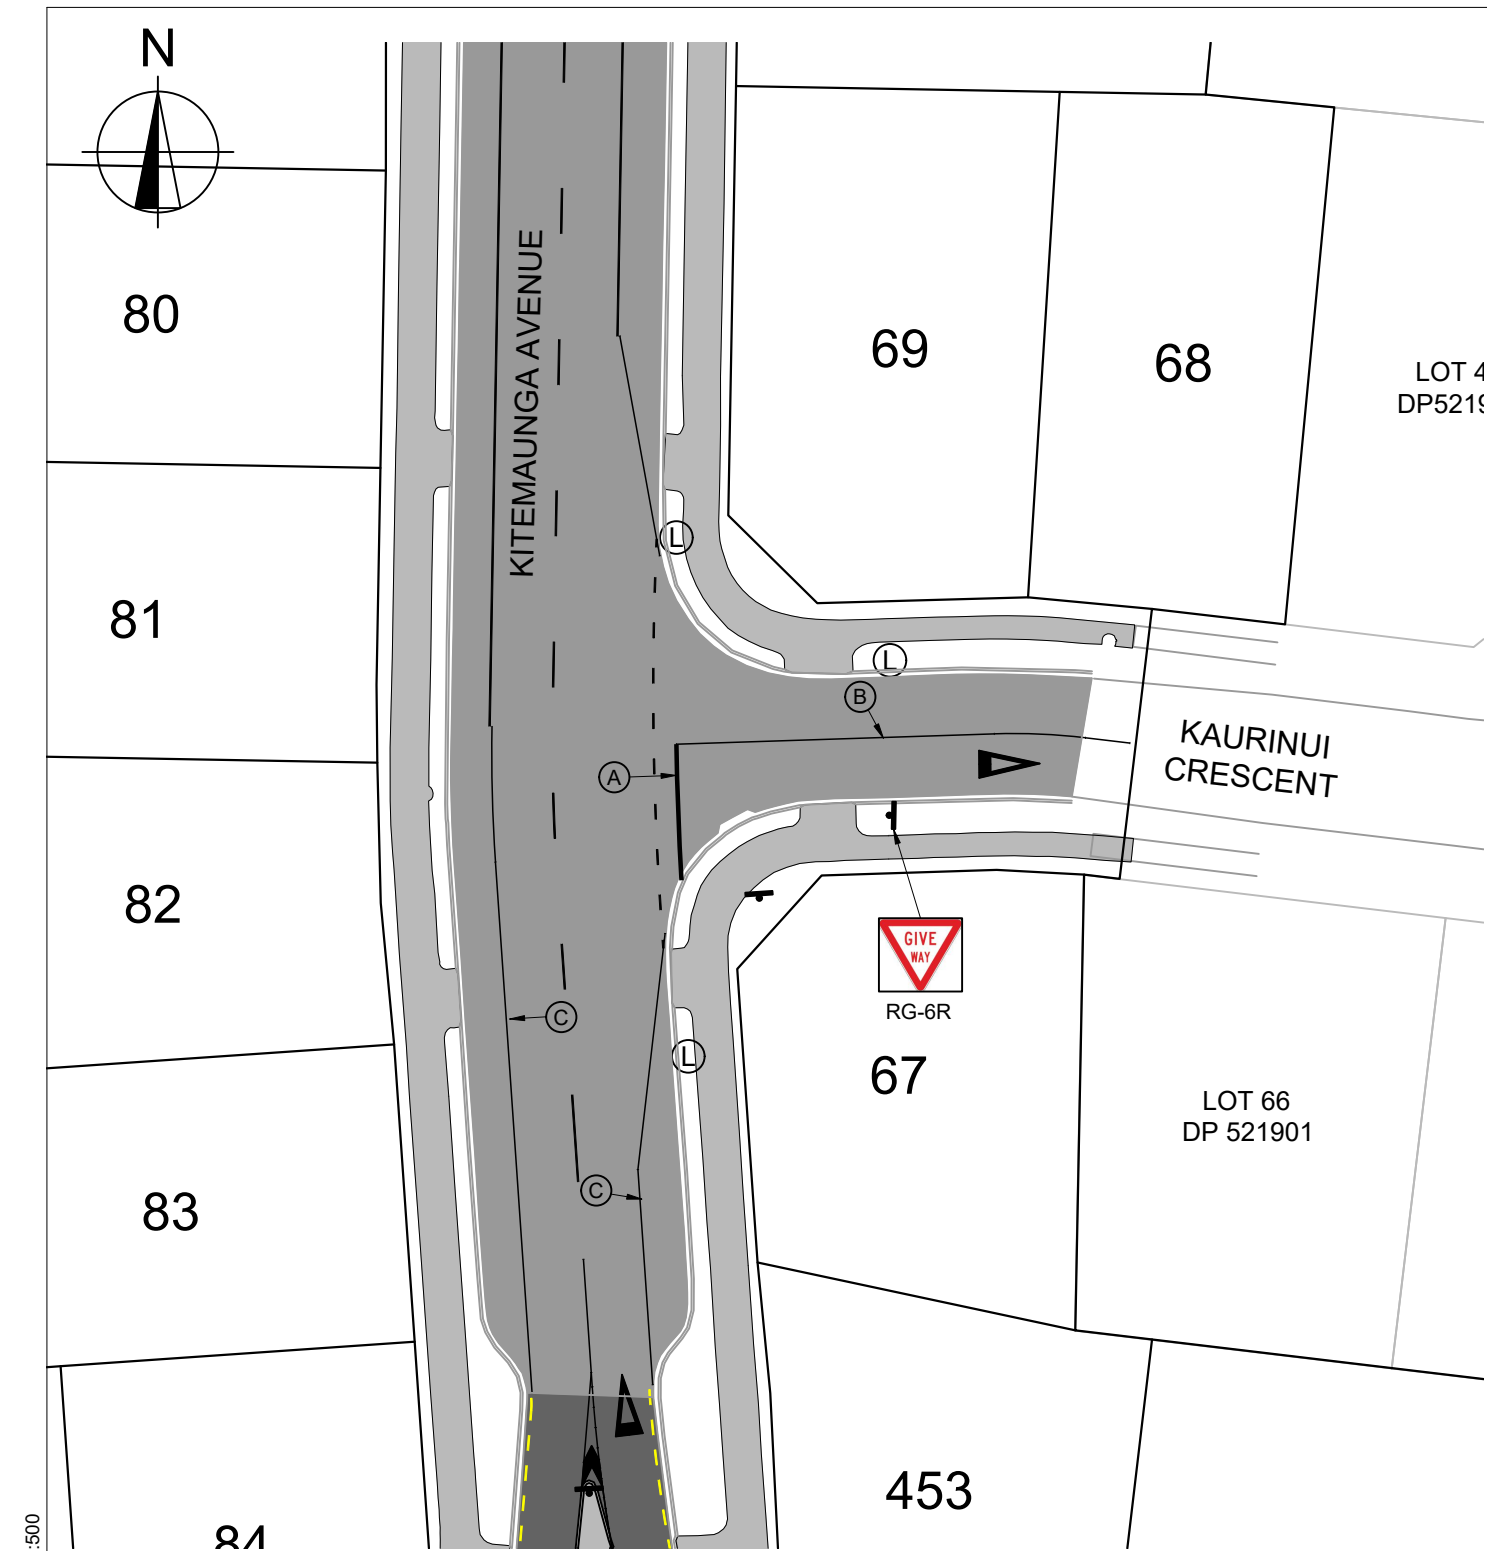 N
KITEMAUNGA AVENUE
80
69
68
LOT 4
DP5219
L
81
L
B
KAURINUI
CRESCENT
A
82
GIVE
WAY
RG-6R
C
L
67
LOT 66
DP 521901
C
83
453
84
:500